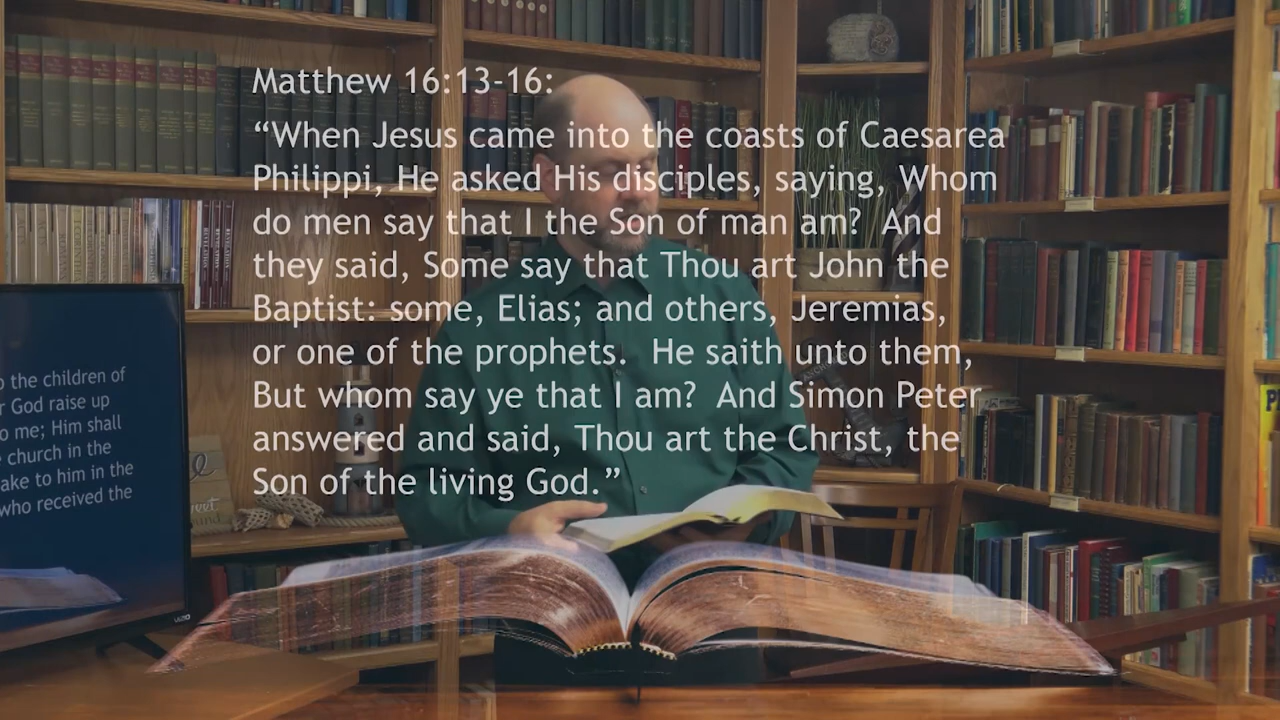 Matthew 16:13-16:
“When Jesus came into the coasts of Caesarea
Philippi, He asked His disciples, saying, Whom
do men say that I the Son of man am?  And
they said, Some say that Thou art John the
Baptist: some, Elias; and others, Jeremias,
or one of the prophets.  He saith unto them,
But whom say ye that I am?  And Simon Peter
answered and said, Thou art the Christ, the
Son of the living God.”
o the children of
r God raise up
o me; Him shall
church in the
ake to him in the
who received the
VIZIO